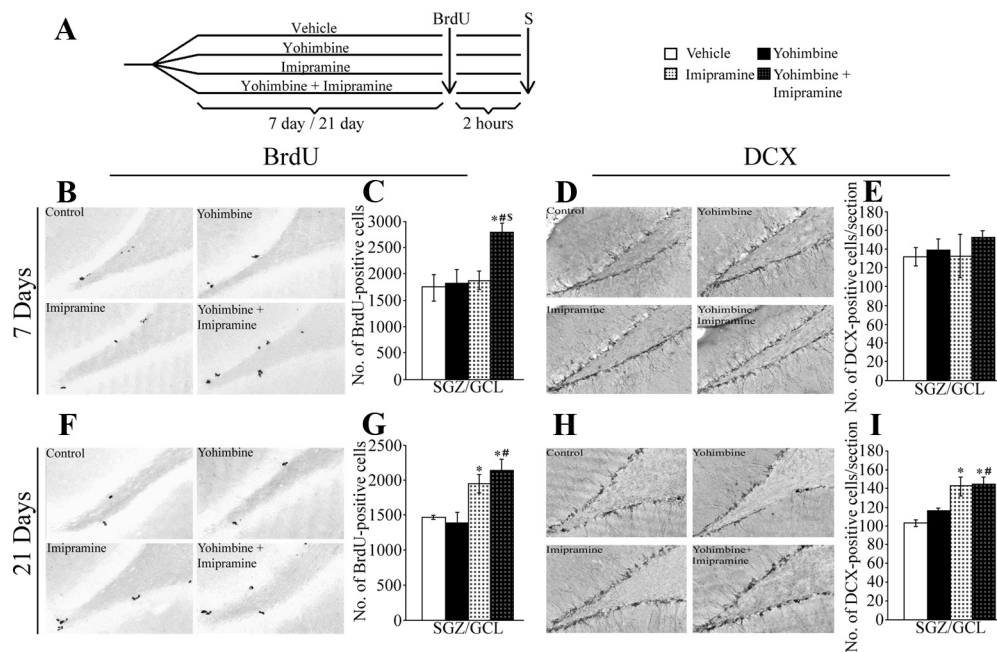 A
Vehicle
Yohimbine
Imipramine
Yohimbine + Imipramine
7 day / 21 day
BrdU
S
2 hours
Vehicle
Yohimbine
Imipramine
Yohimbine +
Imipramine
BrdU
DCX
7 Days
B
Control
Yohimbine
Imipramine
Yohimbine +
Imipramine
C
No. of BrdU-positive cells
3000
2500
2000
1500
1000
500
0
*#$
SGZ/GCL
D
Control
Yohimbine
Imipramine
Yohimbine+
Imipramine
E
No. of DCX-positive cells/section
180
160
140
120
100
80
60
40
20
0
SGZ/GCL
21 Days
F
Control
Yohimbine
Imipramine
Yohimbine +
Imipramine
G
No. of BrdU-positive cells
2500
2000
1500
1000
500
0
*
*#
SGZ/GCL
H
Control
Yohimbine
Imipramine
Yohimbine+
Imipramine
I
No. of DCX-positive cells/section
180
160
140
120
100
80
60
40
20
0
*
*#
SGZ/GCL